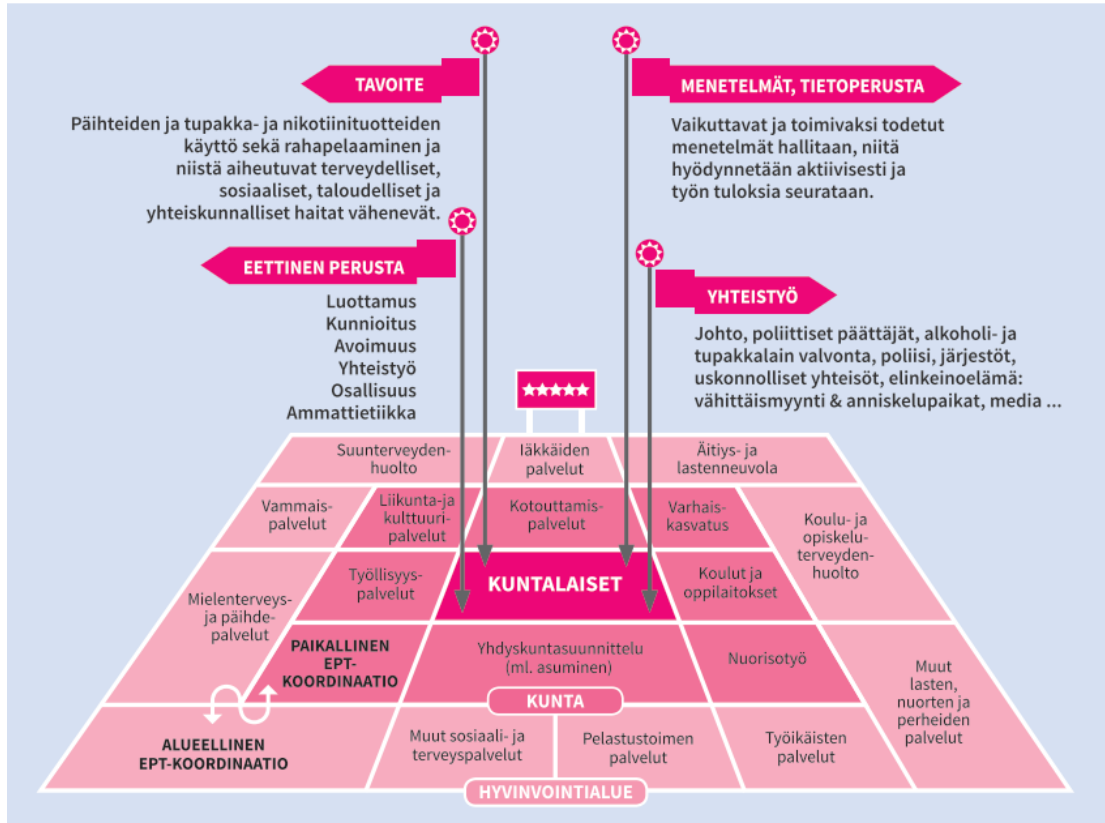 TAVOITE
Päihteiden ja tupakka- ja nikotiinituotteiden
käyttö sekä rahapelaaminen ja
niistä aiheutuvat terveydelliset,
sosiaaliset, taloudelliset ja
yhteiskunnalliset haitat vähenevät.
MENETELMÄT, TIETOPERUSTA
Vaikuttavat ja toimivaksi todetut
menetelmät hallitaan, niitä
hyödynnetään aktiivisesti ja
työn tuloksia seurataan.
EETTINEN PERUSTA
Luottamus
Kunnioitus
Avoimuus
Yhteistyö
Osallisuus
Ammattietiikka
YHTEISTYÖ
Johto, poliittiset päättäjät, alkoholi- ja
tupakkalain valvonta, poliisi, järjestöt,
uskonnolliset yhteisöt, elinkeinoelämä:
vähittäismyynti & anniskelupaikat, media ...
Suunterveyden-
huolto
Iäkkäiden
palvelut
Äitiys- ja
lastenneuvola
Vammais-
palvelut
Liikunta-ja
kulttuuri-
palvelut
Kotouttamis-
palvelut
Varhais-
kasvatus
Koulu- ja
opiskelu-
terveyden-
huolto
Mielenterveys-
ja päihde-
palvelut
Työllisyys-
palvelut
KUNTALAISET
Koulut ja
oppilaitokset
PAIKALLINEN
EPT-
KOORDINAATIO
Yhdyskuntasuunnittelu
(ml. asuminen)
Nuorisotyö
Muut
lasten,
nuorten ja
perheiden
palvelut
KUNTA
ALUEELLINEN
EPT-KOORDINAATIO
Muut sosiaali- ja
terveyspalvelut
Pelastustoimen
palvelut
Työikäisten
palvelut
HYVINVOINTIALUE